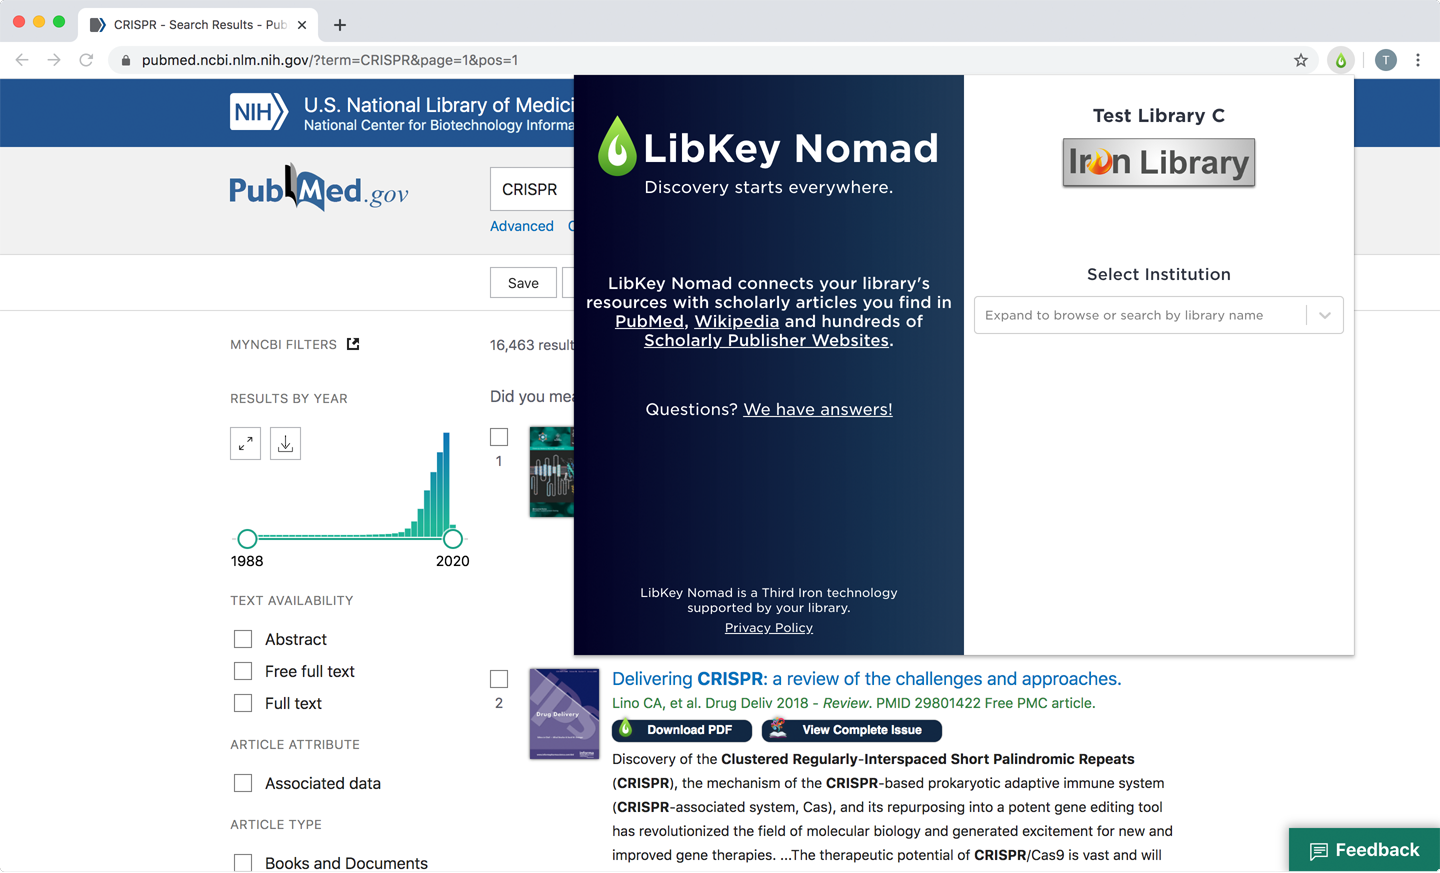 CRISPR - Search Results - Pub
pubmed.ncbi.nlm.nih.gov/?term=CRISPR&page=1&pos=1
T
NIH
U.S. National Library of Medici
National Center for Biotechnology Informa
PubMed.gov
CRISPR
Advanced
Save
MYNCBI FILTERS
16,463 result
RESULTS BY YEAR
Did you mea
1
1988
2020
TEXT AVAILABILITY
Abstract
Free full text
Full text
ARTICLE ATTRIBUTE
Associated data
ARTICLE TYPE
Books and Documents
LibKey Nomad
Discovery starts everywhere.
LibKey Nomad connects your library's
resources with scholarly articles you find in
PubMed, Wikipedia and hundreds of
Scholarly Publisher Websites.
Questions? We have answers!
LibKey Nomad is a Third Iron technology
supported by your library.
Privacy Policy
Test Library C
Iron Library
Select Institution
Expand to browse or search by library name
2
Drug Delivery
Delivering CRISPR: a review of the challenges and approaches.
Lino CA, et al. Drug Deliv 2018 - Review. PMID 29801422 Free PMC article.
Download PDF
View Complete Issue
Discovery of the Clustered Regularly-Interspaced Short Palindromic Repeats
(CRISPR), the mechanism of the CRISPR-based prokaryotic adaptive immune system
(CRISPR-associated system, Cas), and its repurposing into a potent gene editing tool
has revolutionized the field of molecular biology and generated excitement for new and
improved gene therapies. ...The therapeutic potential of CRISPR/Cas9 is vast and will
Feedback